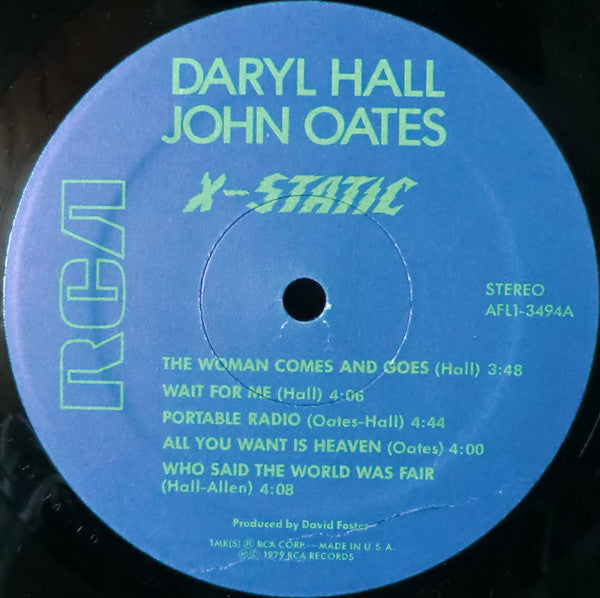 DARYL HALL
JOHN OATES
X-STATIC
RCA
STEREO
AFL1-3494A
THE WOMAN COMES AND GOES (Hall) 3:48
WAIT FOR ME (Hall) 4:06
PORTABLE RADIO (Oates-Hall) 4:44
ALL YOU WANT IS HEAVEN (Oates) 4:00
WHO SAID THE WORLD WAS FAIR
(Hall-Allen) 4:08
Produced by David Foster
TMK(S) ® RCA CORP.—MADE IN U.S.A.
℗© 1979 RCA RECORDS